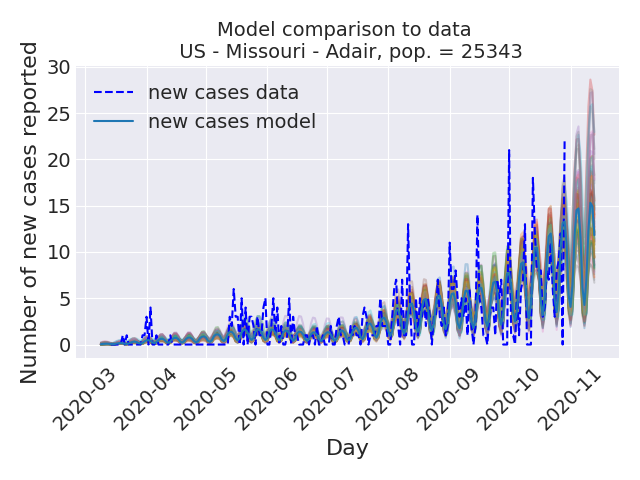 Model comparison to data
US - Missouri - Adair, pop. = 25343
Number of new cases reported
30
25
20
15
10
5
0
new cases data
new cases model
2020-03
2020-04
2020-05
2020-06
2020-07
2020-08
2020-09
2020-10
2020-11
Day